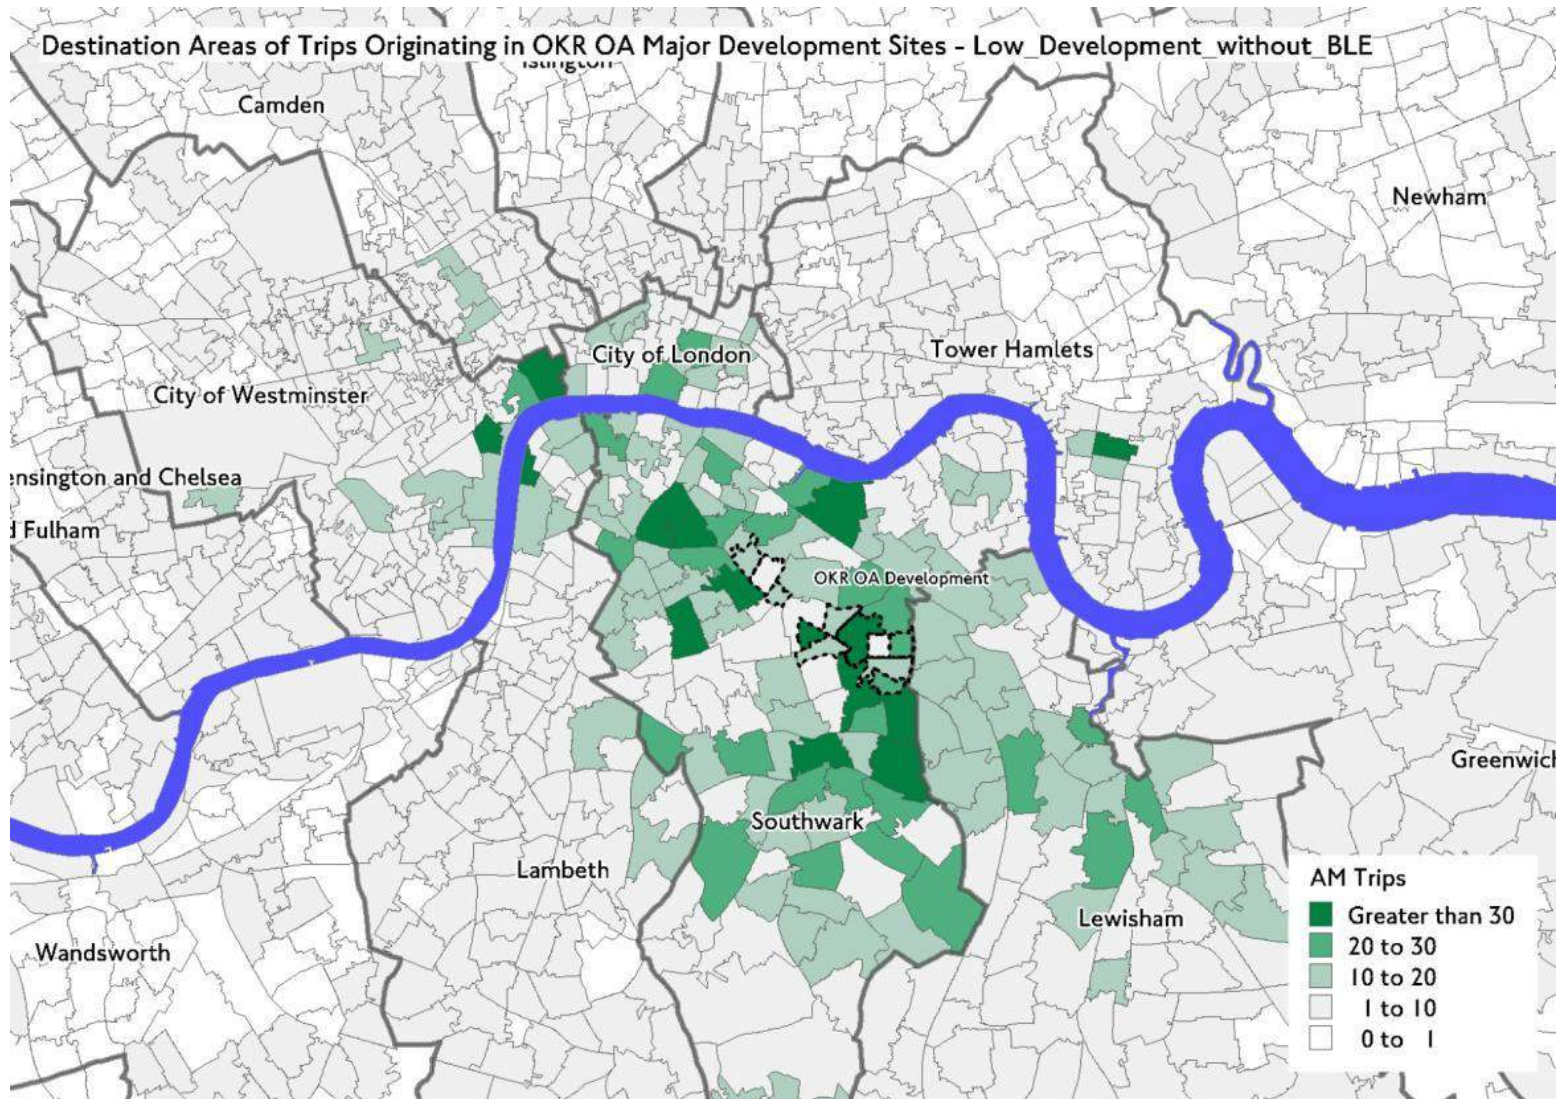 Destination Areas of Trips Originating in OKR OA Major Development Sites - Low_Development_without_BLE
Islington
Camden
Newham
City of London
Tower Hamlets
City of Westminster
ensington and Chelsea
d Fulham
OKR OA Development
Greenwich
Southwark
Lambeth
Lewisham
Wandsworth
AM Trips
Greater than 30
20 to 30
10 to 20
1 to 10
0 to 1